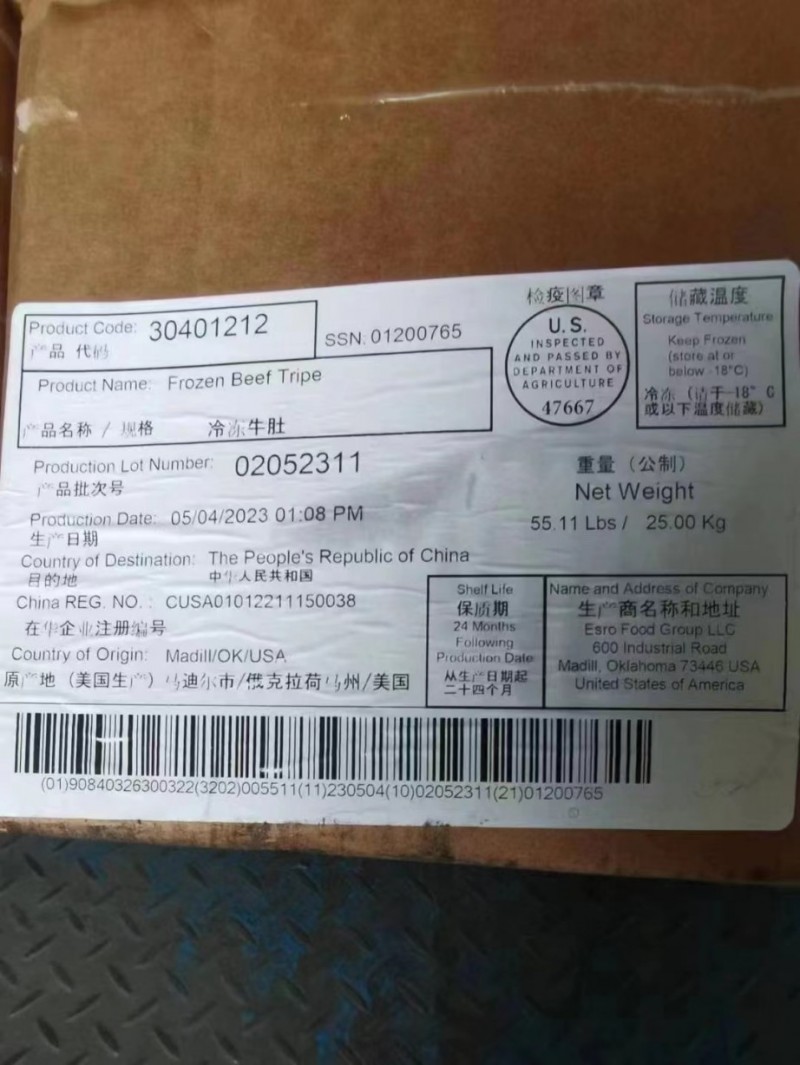 Product Code: 30401212
产品 代码
SSN: 01200765
Product Name: Frozen Beef Tripe
产品名称 / 规格 冷冻牛肚
检疫图章
U.S.
INSPECTED
AND PASSED BY
DEPARTMENT OF
AGRICULTURE
47667
储藏温度
Storage Temperature
Keep Frozen
(store at or
below -18°C)
冷冻 (请于-18° C
或以下温度储藏)
Production Lot Number: 02052311
产品批次号
Production Date: 05/04/2023 01:08 PM
生产日期
重量 (公制)
Net Weight
55.11 Lbs / 25.00 Kg
Country of Destination: The People's Republic of China
目的地 中华人民共和国
China REG. NO. : CUSA01012211150038
在华企业注册编号
Country of Origin: Madill/OK/USA
原产地 (美国生产) 马迪尔市/俄克拉荷马州/美国
Shelf Life
保质期
24 Months
Following
Production Date
从生产日期起
二十四个月
Name and Address of Company
生产商名称和地址
Esro Food Group LLC
600 Industrial Road
Madill, Oklahoma 73446 USA
United States of America
(01)90840326300322(3202)005511(11)230504(10)02052311(21)01200765